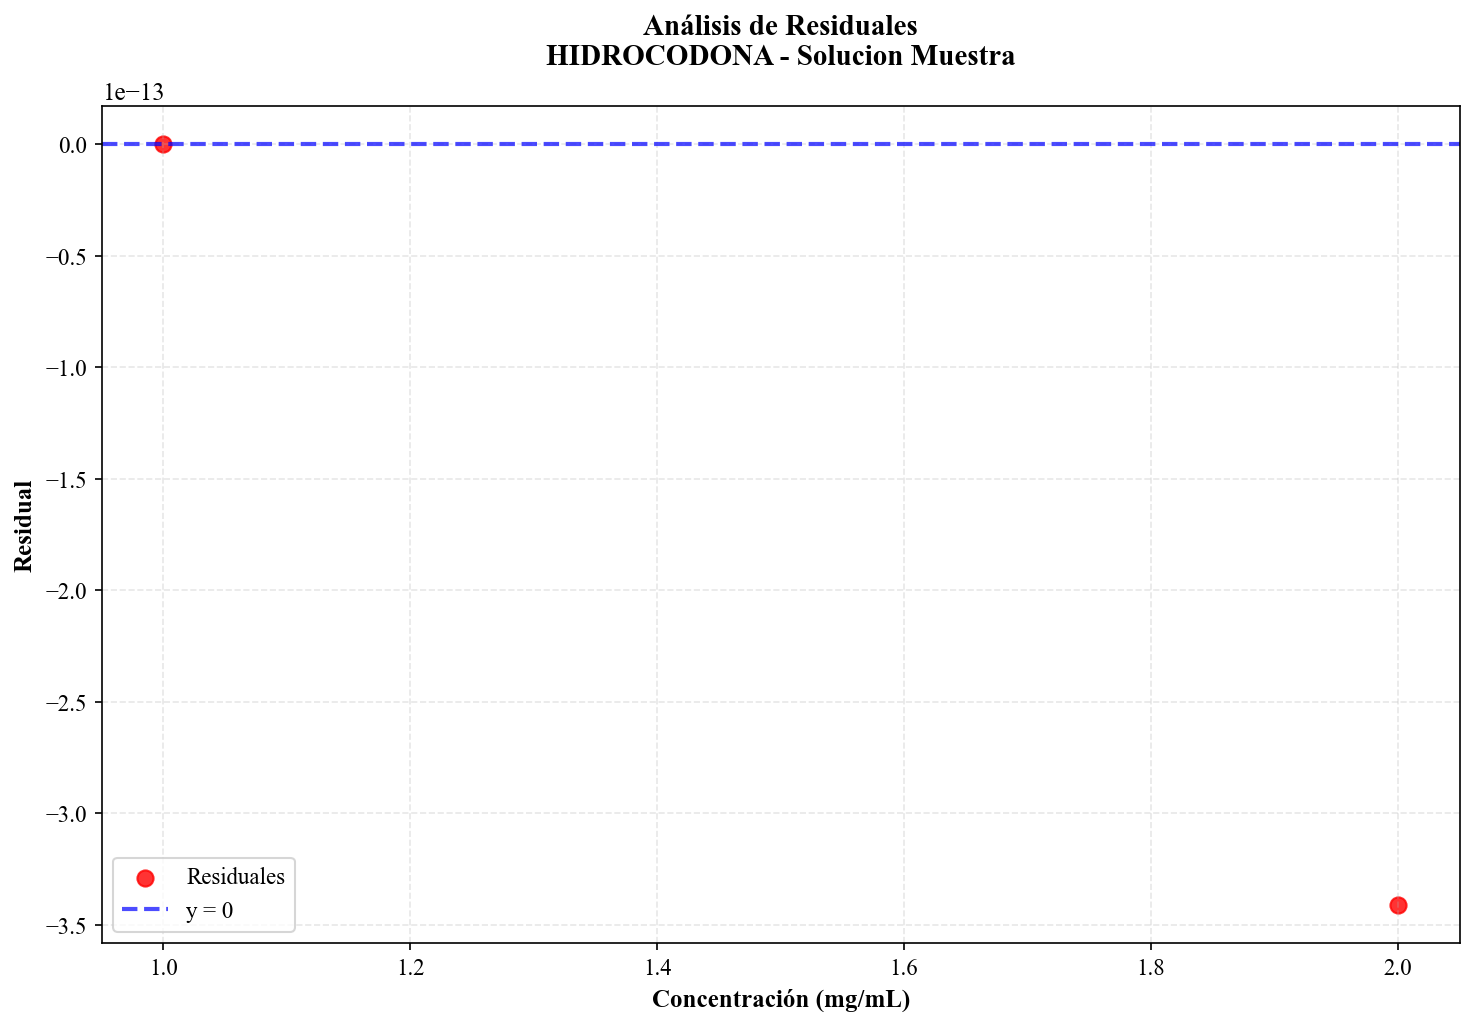 Análisis de Residuales
HIDROCODONA - Solucion Muestra
1e−13
0.0
−0.5
−1.0
−1.5
−2.0
−2.5
−3.0
−3.5
Residual
Residuales
y = 0
1.0 1.2 1.4 1.6 1.8 2.0
Concentración (mg/mL)